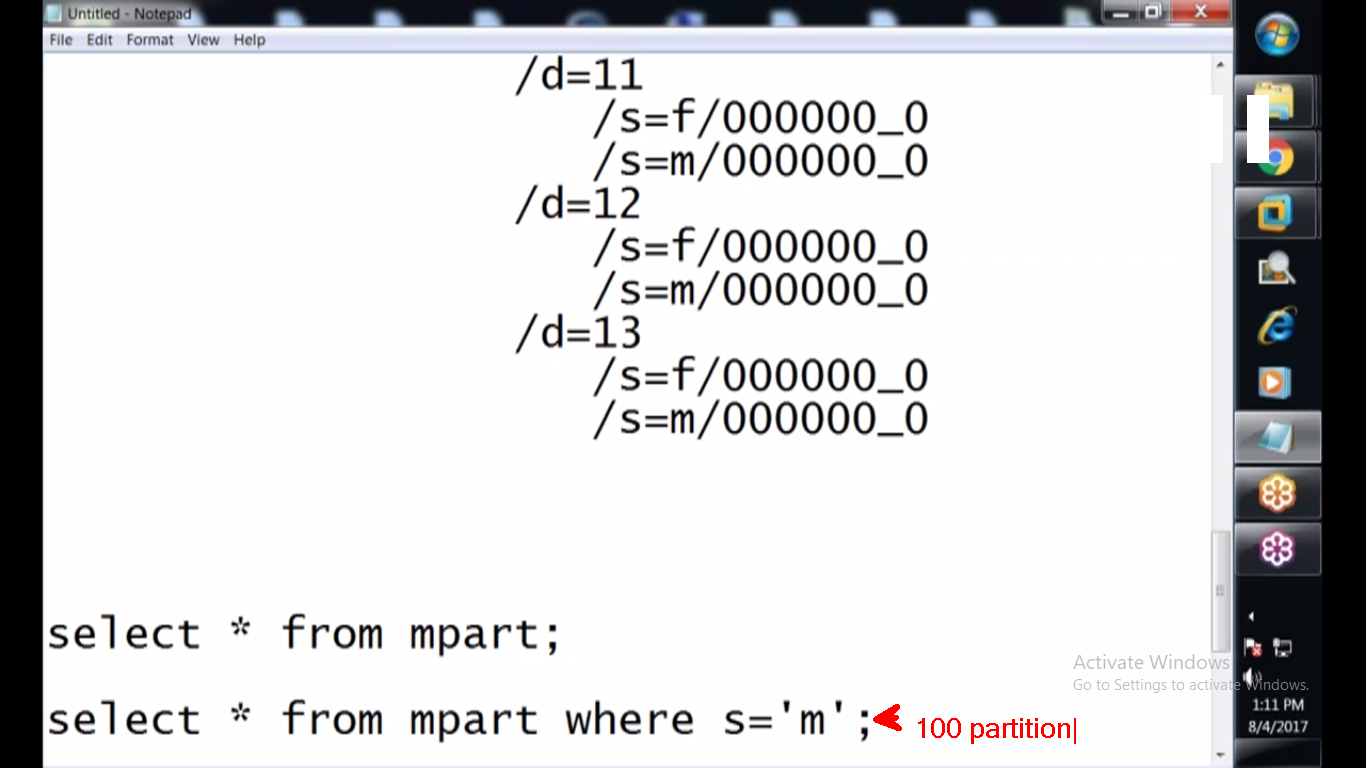 Untitled - Notepad
File Edit Format View Help
/d=11
/s=f/000000_0
/s=m/000000_0
/d=12
/s=f/000000_0
/s=m/000000_0
/d=13
/s=f/000000_0
/s=m/000000_0
select * from mpart;
select * from mpart where s='m';
100 partition
Activate Windows
Go to Settings to activate Windows.
1:11 PM
8/4/2017